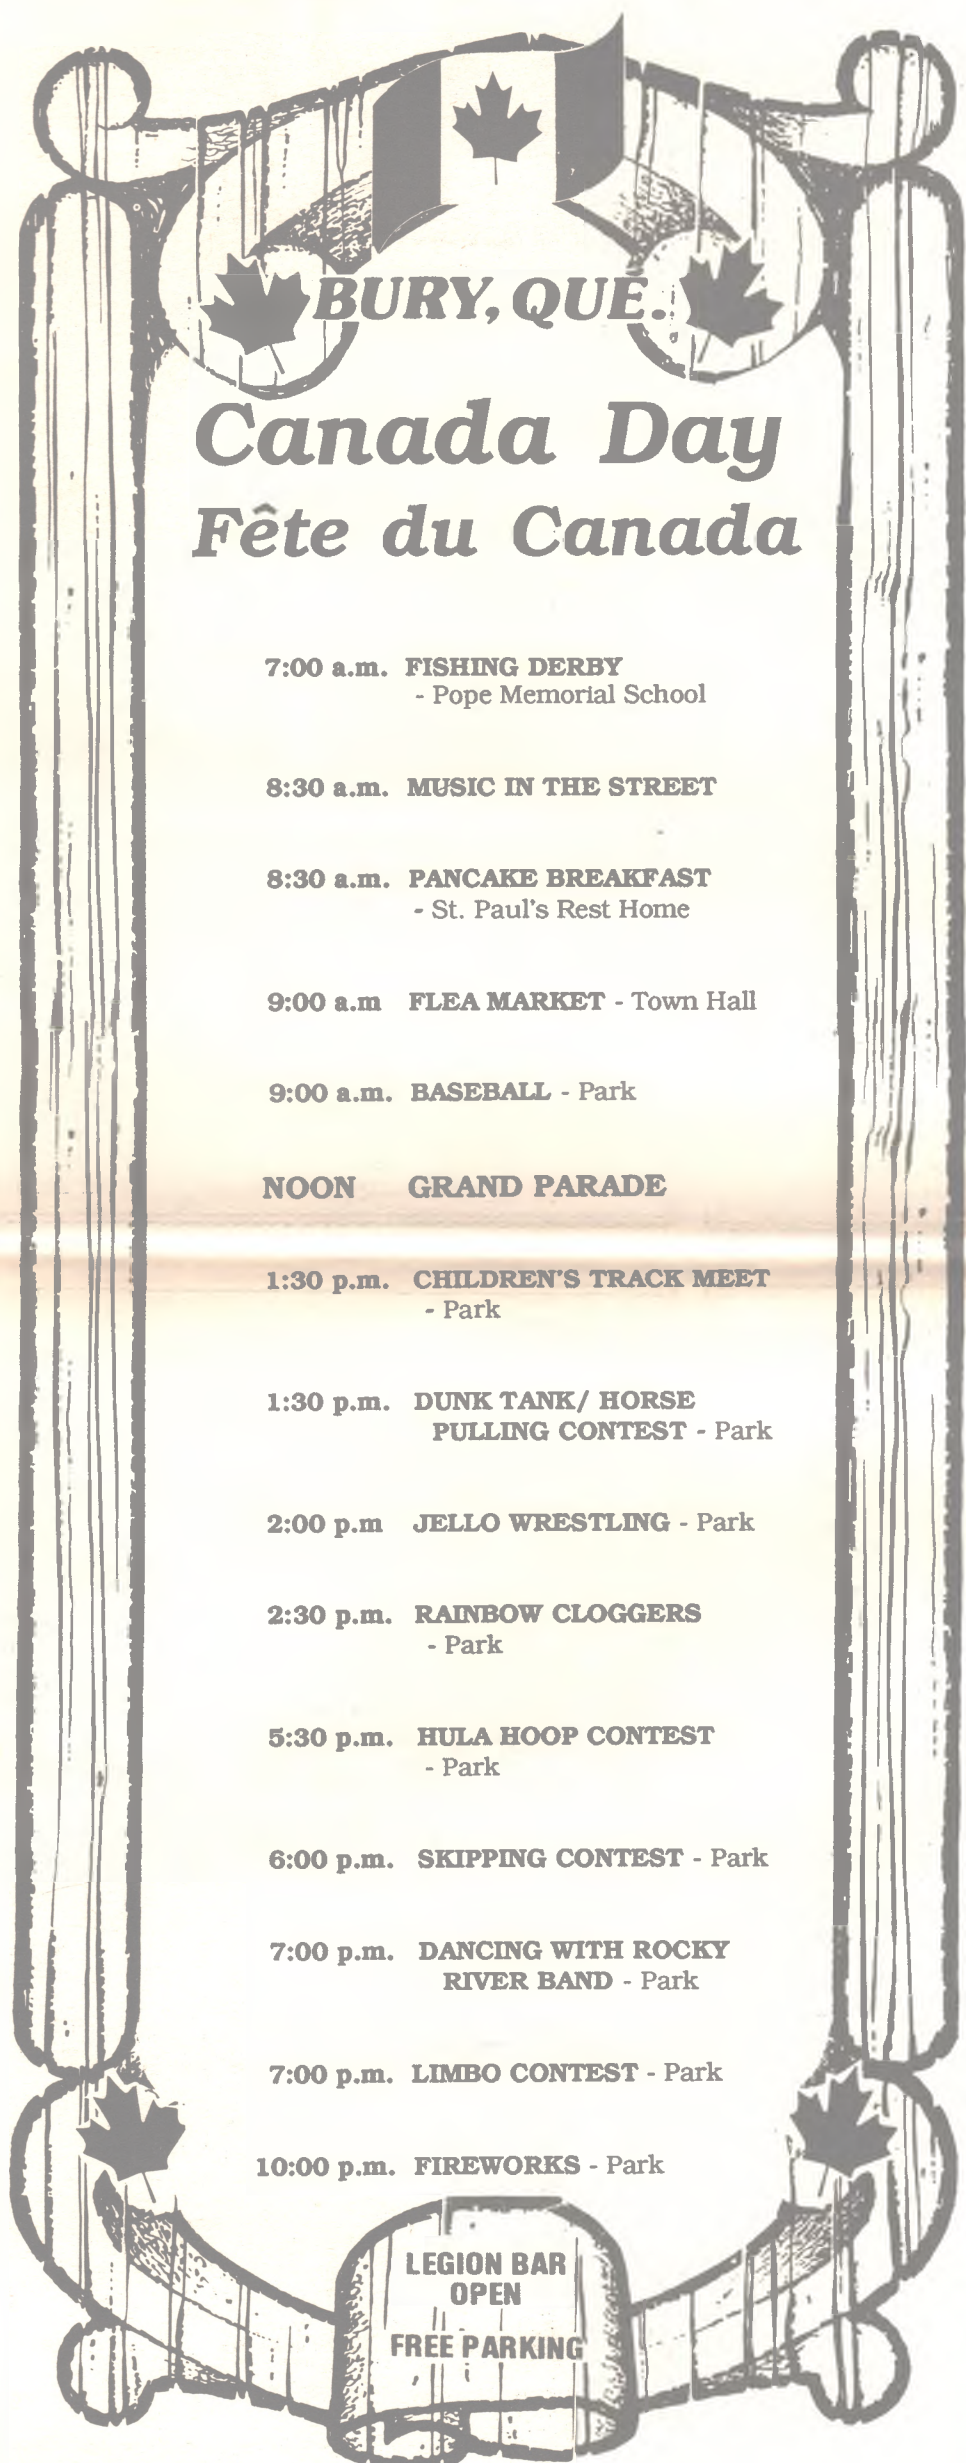 BURY, QUÉ.
Canada Day
Fête du Canada
7:00 a.m. FISHING DERBY
- Pope Memorial School
8:30 a.m. MUSIC IN THE STREET
8:30 a.m. PANCAKE BREAKFAST
- St. Paul's Rest Home
9:00 a.m FLEA MARKET - Town Hall
9:00 a.m. BASEBALL - Park
NOON GRAND PARADE
1:30 p.m. CHILDREN'S TRACK MEET
- Park
1:30 p.m. DUNK TANK/ HORSE
PULLING CONTEST - Park
2:00 p.m JELLO WRESTLING - Park
2:30 p.m. RAINBOW CLOGGERS
- Park
5:30 p.m. HULA HOOP CONTEST
- Park
6:00 p.m. SKIPPING CONTEST - Park
7:00 p.m. DANCING WITH ROCKY
RIVER BAND - Park
7:00 p.m. LIMBO CONTEST - Park
10:00 p.m. FIREWORKS - Park
LEGION BAR
OPEN
FREE PARKING